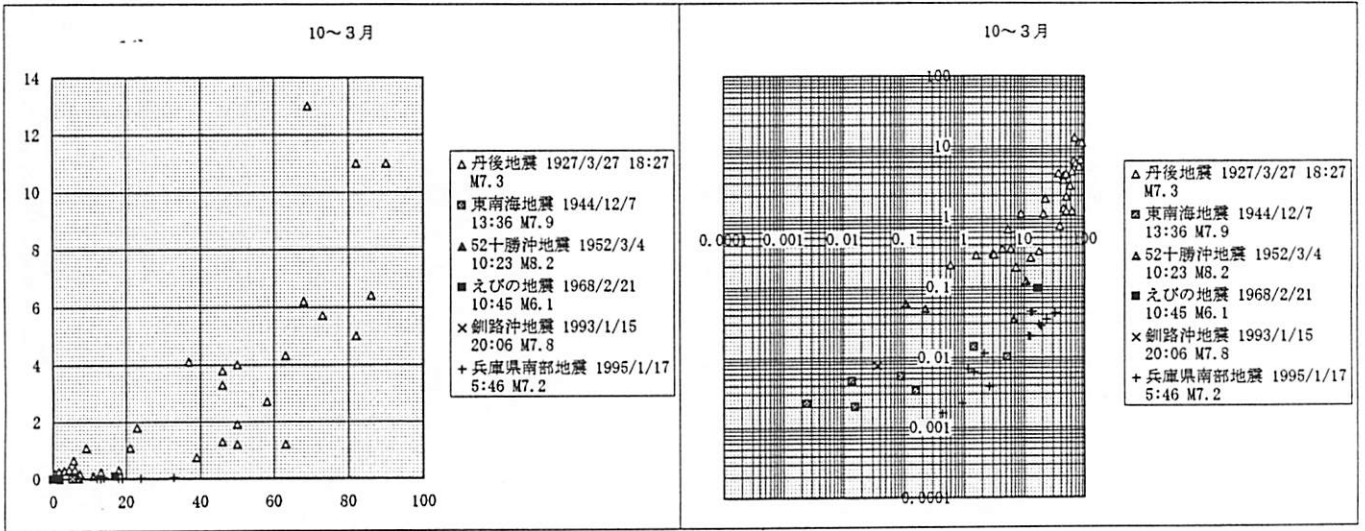 10～3月
14
12
10
8
6
4
2
0
0
20
40
60
80
100
丹後地震 1927/3/27 18:27
M7.3
東南海地震 1944/12/7
13:36 M7.9
52十勝沖地震 1952/3/4
10:23 M8.2
えびの地震 1968/2/21
10:45 M6.1
釧路沖地震 1993/1/15
20:06 M7.8
兵庫県南部地震 1995/1/17
5:46 M7.2
10～3月
100
10
1
0.0001
0.001
0.01
0.1
1
10
100
0.1
0.01
0.001
0.0001
丹後地震 1927/3/27 18:27
M7.3
東南海地震 1944/12/7
13:36 M7.9
52十勝沖地震 1952/3/4
10:23 M8.2
えびの地震 1968/2/21
10:45 M6.1
釧路沖地震 1993/1/15
20:06 M7.8
兵庫県南部地震 1995/1/17
5:46 M7.2